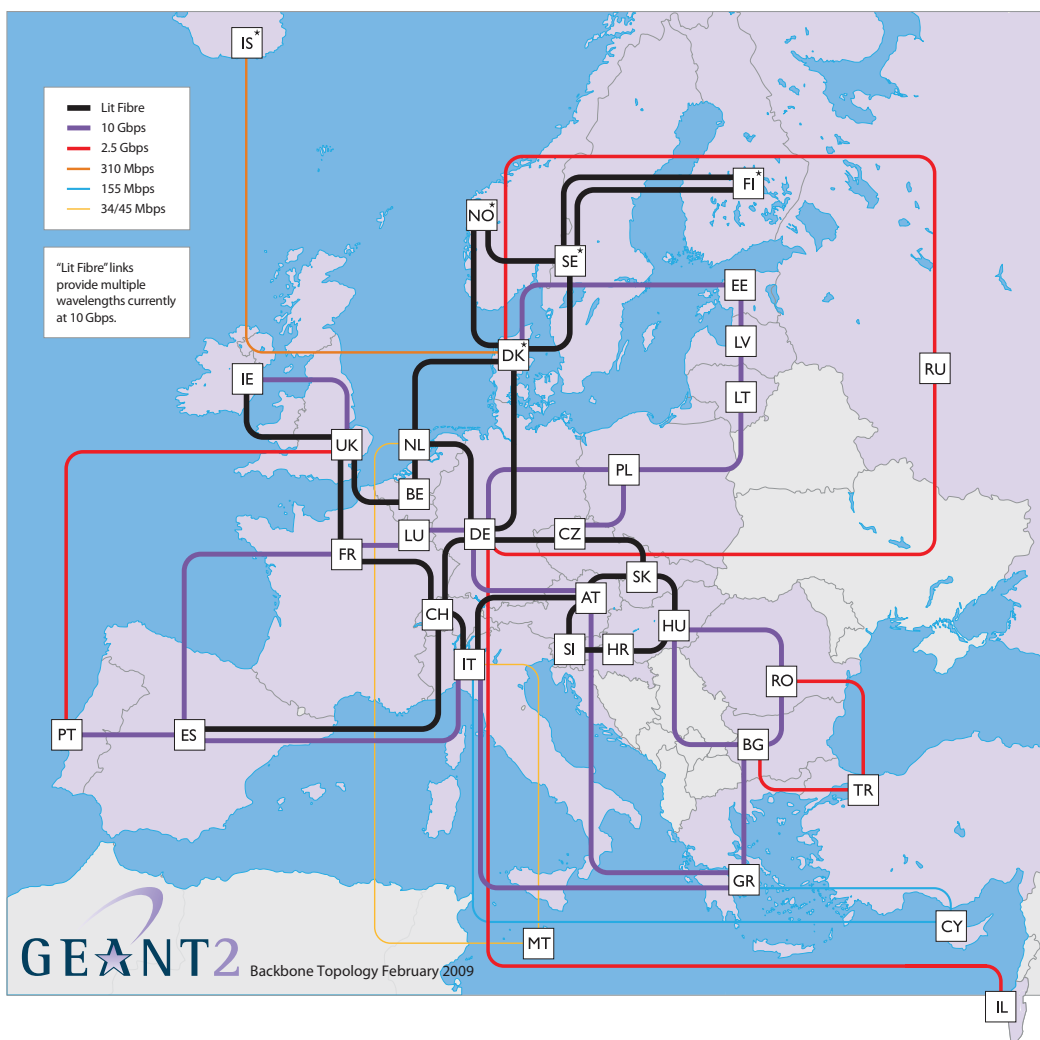 IS*
Lit Fibre
10 Gbps
2.5 Gbps
310 Mbps
155 Mbps
34/45 Mbps
"Lit Fibre" links
provide multiple
wavelengths currently
at 10 Gbps.
FI*
NO*
SE*
EE
LV
DK*
RU
IE
LT
UK
NL
PL
BE
LU
DE
CZ
FR
SK
AT
CH
HU
SI
HR
IT
RO
PT
ES
BG
TR
GR
CY
MT
GEANT2
Backbone Topology February 2009
IL